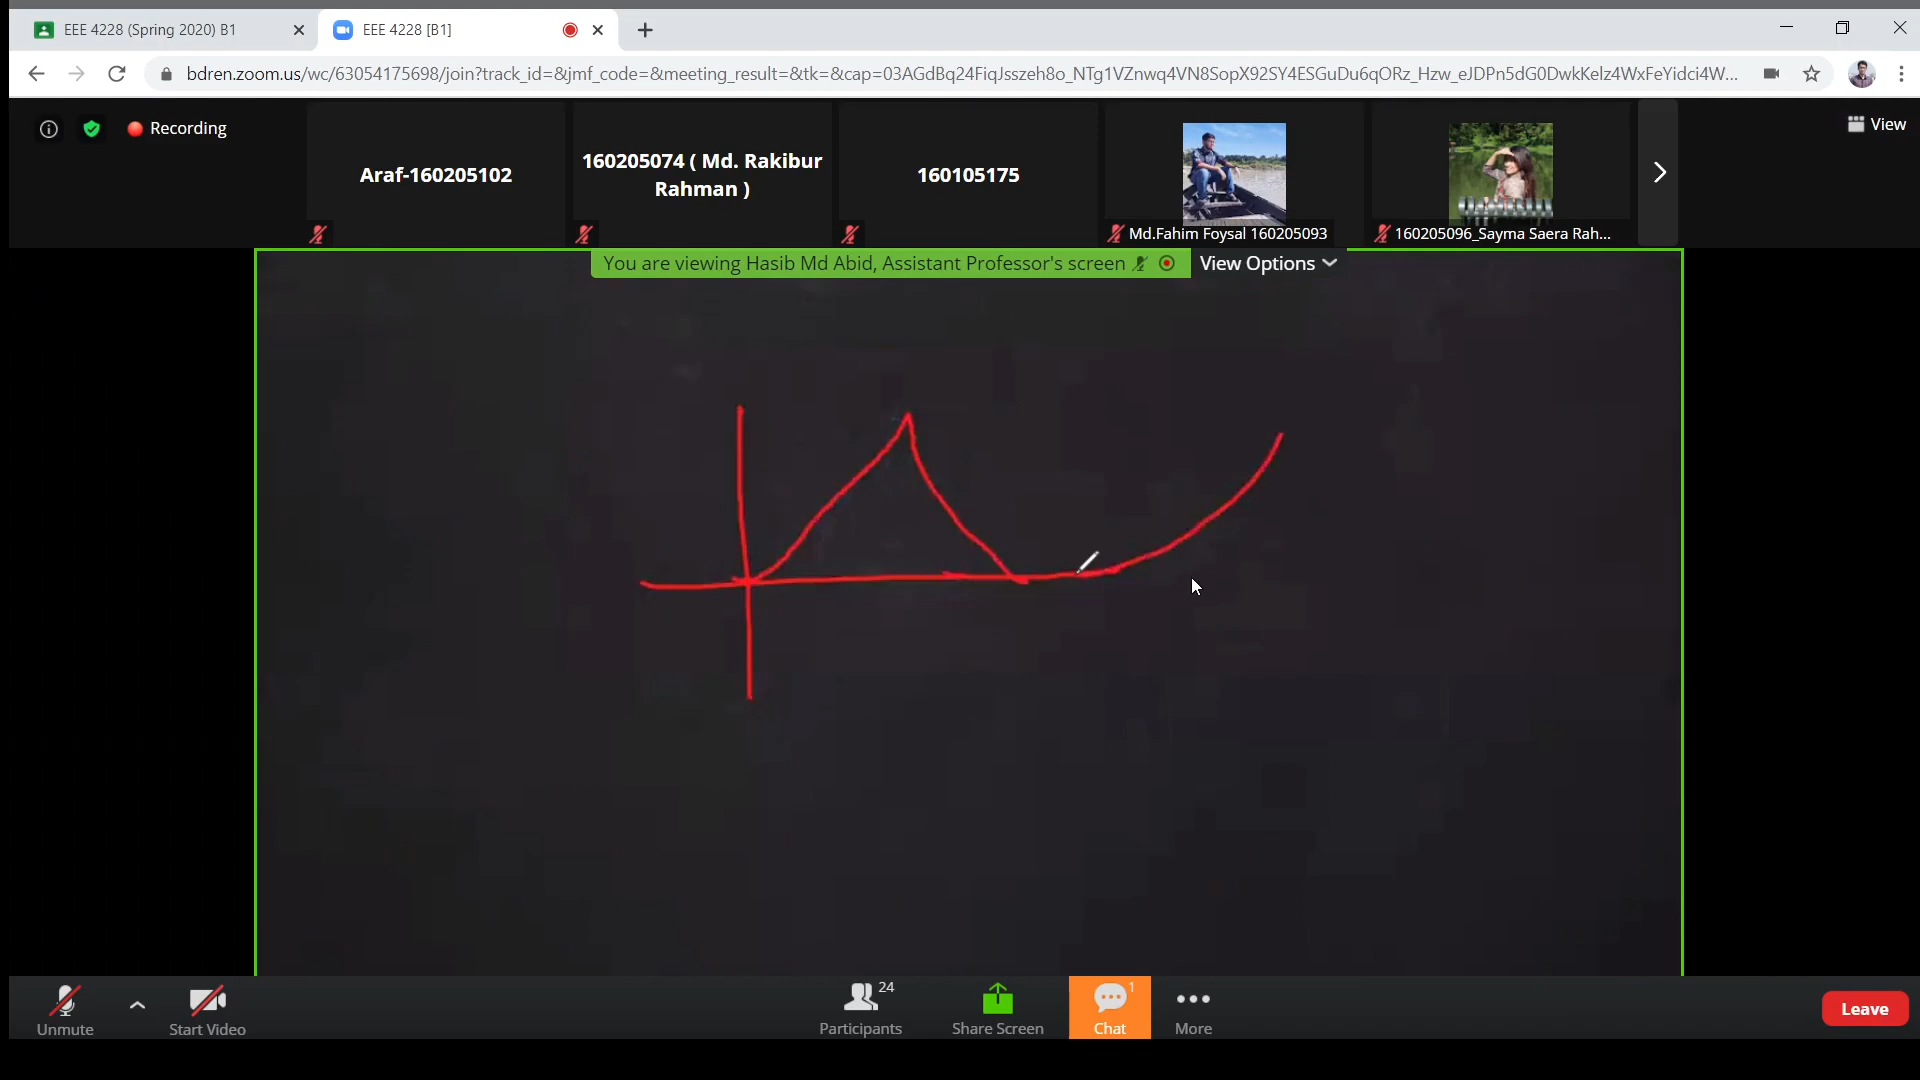 EEE 4228 (Spring 2020) B1
EEE 4228 [B1]
bdren.zoom.us/wc/63054175698/join?track_id=&jmf_code=&meeting_result=&tk=&cap=03AGdBq24FiqJsszeh8o_NTg1VZnwq4VN8SopX92SY4ESGuDu6qORz_Hzw_eJDPn5dG0DwkKelz4WxFeYidci4W...
Recording
Araf-160205102
160205074 ( Md. Rakibur
Rahman )
160105175
Md.Fahim Foysal 160205093
160205096_Sayma Saera Rah...
View
You are viewing Hasib Md Abid, Assistant Professor's screen
View Options
Unmute
Start Video
24
Participants
Share Screen
1
Chat
More
Leave